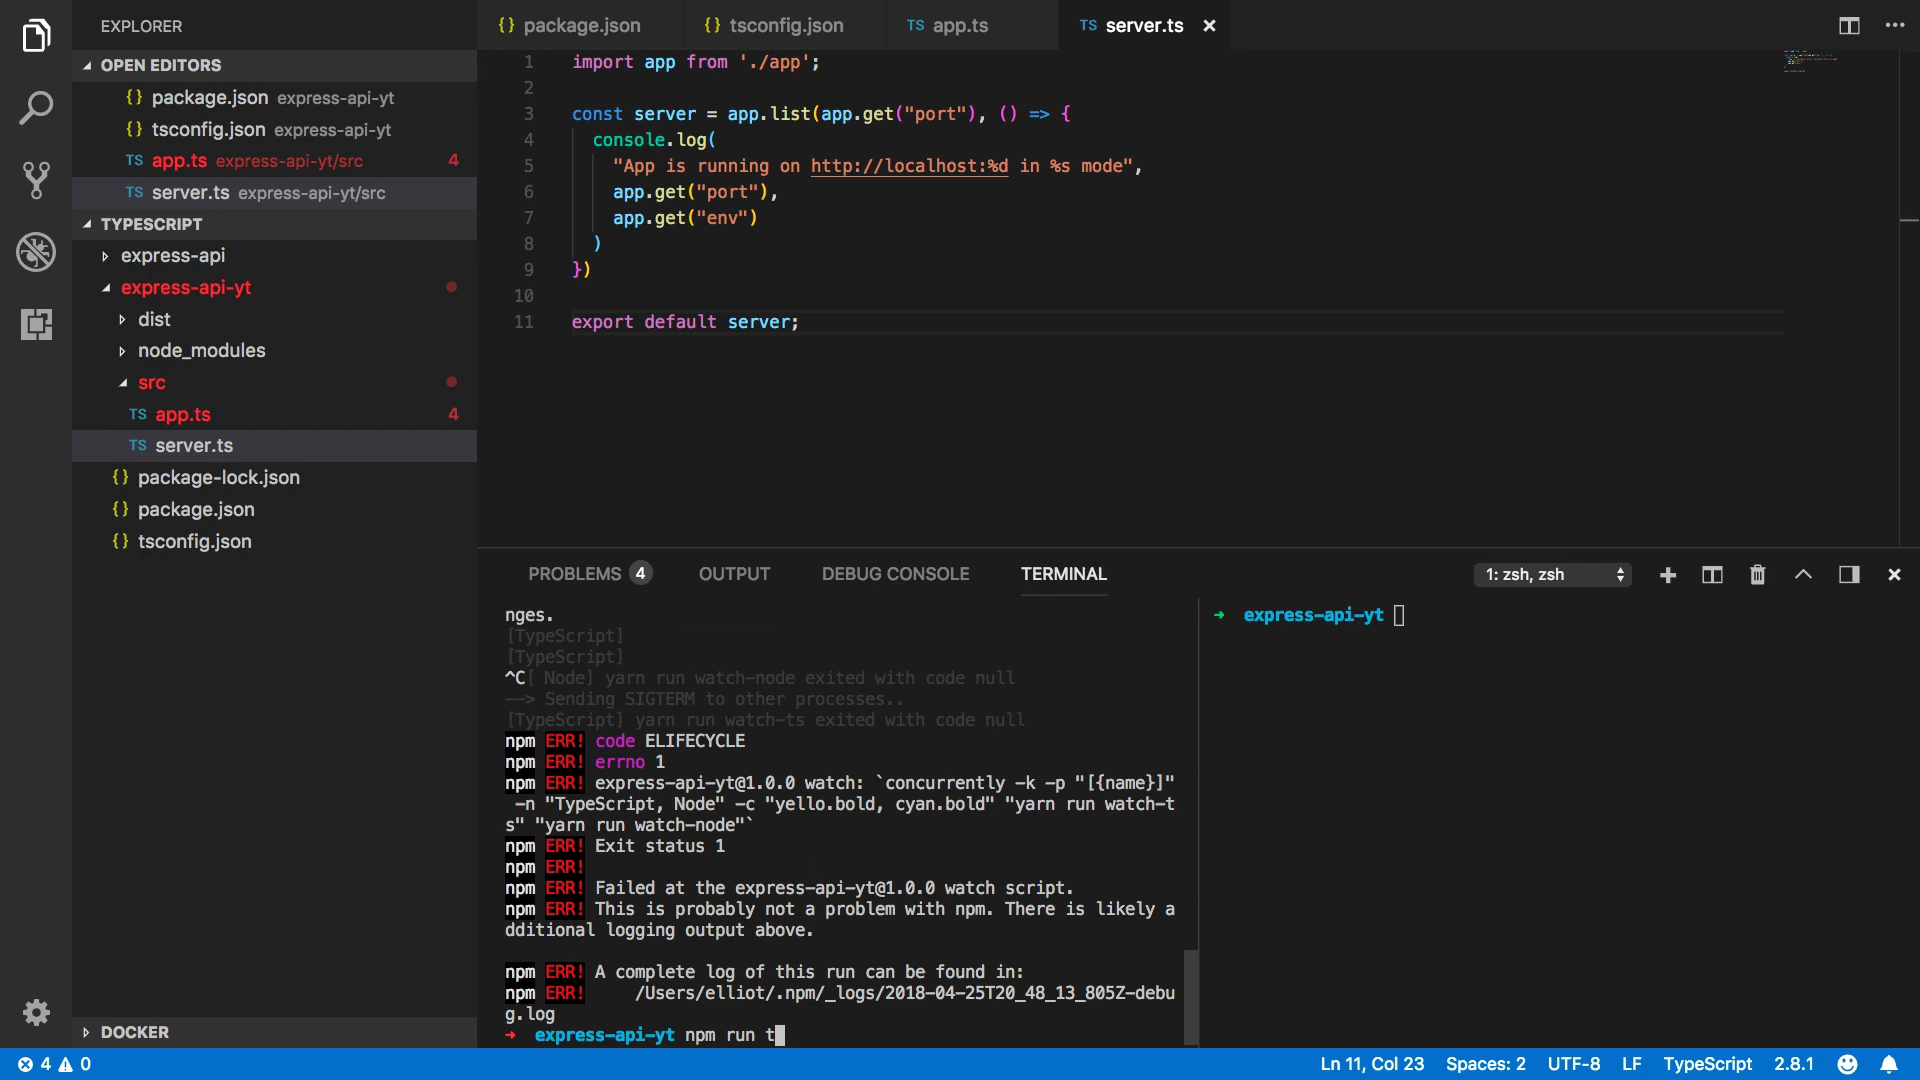 EXPLORER
OPEN EDITORS
{} package.json express-api-yt
{} tsconfig.json express-api-yt
TS app.ts express-api-yt/src 4
TS server.ts express-api-yt/src
TYPESCRIPT
express-api
express-api-yt
dist
node_modules
src
TS app.ts 4
TS server.ts
{} package-lock.json
{} package.json
{} tsconfig.json
DOCKER
{} package.json {} tsconfig.json TS app.ts TS server.ts ×
1 import app from './app';
2
3 const server = app.list(app.get("port"), () => {
4 console.log(
5 "App is running on http://localhost:%d in %s mode",
6 app.get("port"),
7 app.get("env")
8 )
9 })
10
11 export default server;
PROBLEMS 4 OUTPUT DEBUG CONSOLE TERMINAL 1: zsh, zsh
nges.
[TypeScript]
[TypeScript]
^C[ Node] yarn run watch-node exited with code null
--> Sending SIGTERM to other processes..
[TypeScript] yarn run watch-ts exited with code null
npm ERR! code ELIFECYCLE
npm ERR! errno 1
npm ERR! express-api-yt@1.0.0 watch: `concurrently -k -p "[{name}]"
-n "TypeScript, Node" -c "yello.bold, cyan.bold" "yarn run watch-t
s" "yarn run watch-node"`
npm ERR! Exit status 1
npm ERR!
npm ERR! Failed at the express-api-yt@1.0.0 watch script.
npm ERR! This is probably not a problem with npm. There is likely a
dditional logging output above.
npm ERR! A complete log of this run can be found in:
npm ERR! /Users/elliot/.npm/_logs/2018-04-25T20_48_13_805Z-debu
g.log
➜ express-api-yt npm run t
➜ express-api-yt
4 0 Ln 11, Col 23 Spaces: 2 UTF-8 LF TypeScript 2.8.1